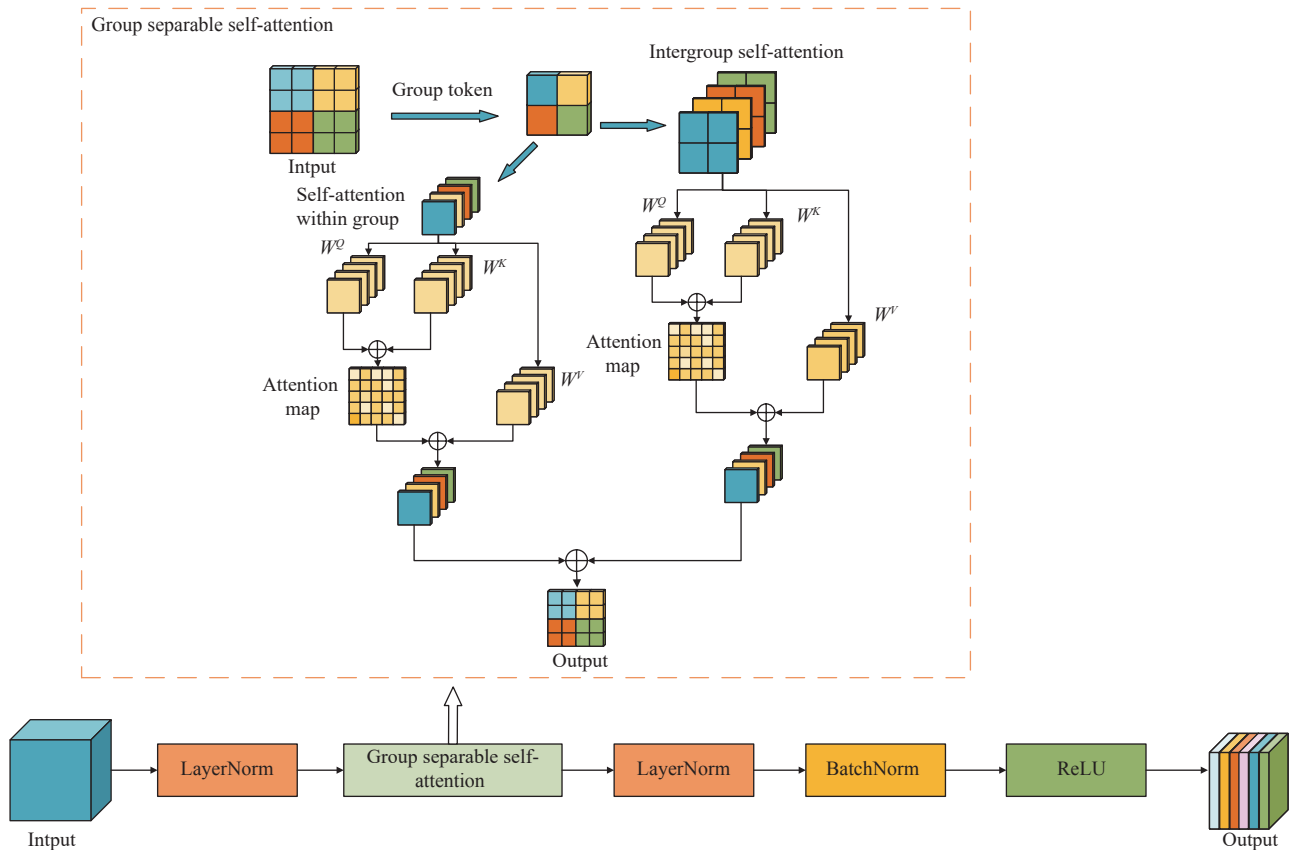 Group separable self-attention
Intergroup self-attention
Group token
Intput
Self-attention
within group
W^Q
W^K
W^V
Attention
map
W^Q
W^K
W^V
Attention
map
Output
Intput
LayerNorm
Group separable self-
attention
LayerNorm
BatchNorm
ReLU
Output